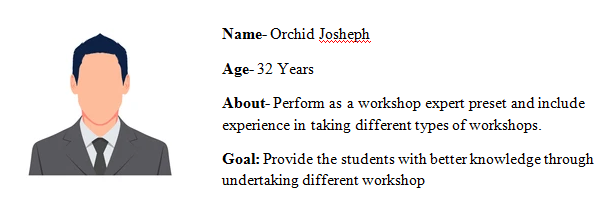 Name- Orchid Josheph
Age- 32 Years
About- Perform as a workshop expert preset and include
experience in taking different types of workshops.
Goal: Provide the students with better knowledge through
undertaking different workshop